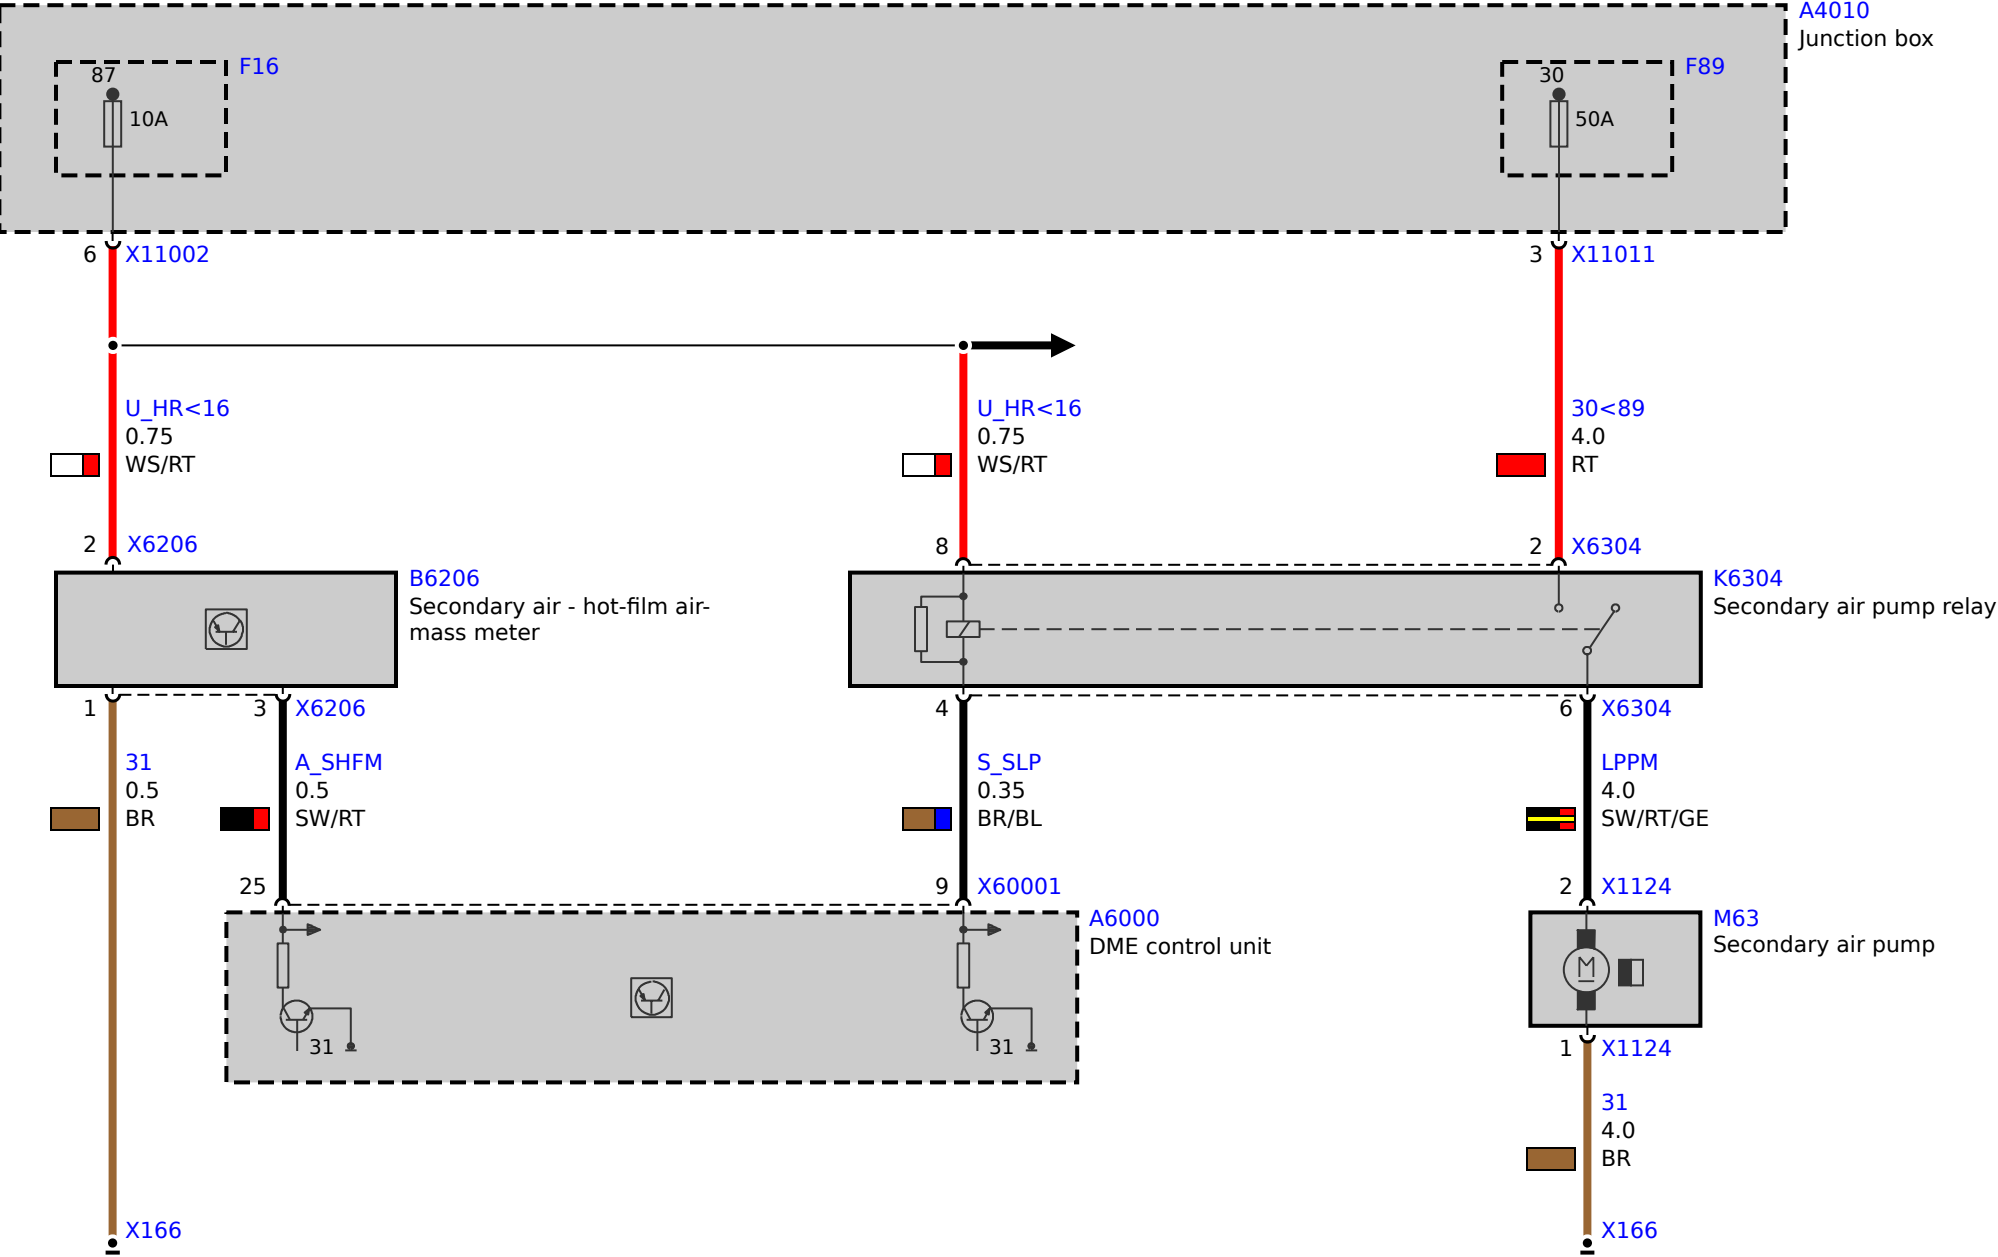 A4010
Junction box
87
F16
10A
30
F89
50A
6 X11002
3 X11011
U_HR<16
0.75
WS/RT
U_HR<16
0.75
WS/RT
30<89
4.0
RT
2 X6206
8
2 X6304
B6206
Secondary air - hot-film air-
mass meter
K6304
Secondary air pump relay
1
3 X6206
4
6 X6304
31
0.5
BR
A_SHFM
0.5
SW/RT
S_SLP
0.35
BR/BL
LPPM
4.0
SW/RT/GE
25
9 X60001
2 X1124
A6000
DME control unit
M63
Secondary air pump
M
31
31
1 X1124
31
4.0
BR
X166
X166